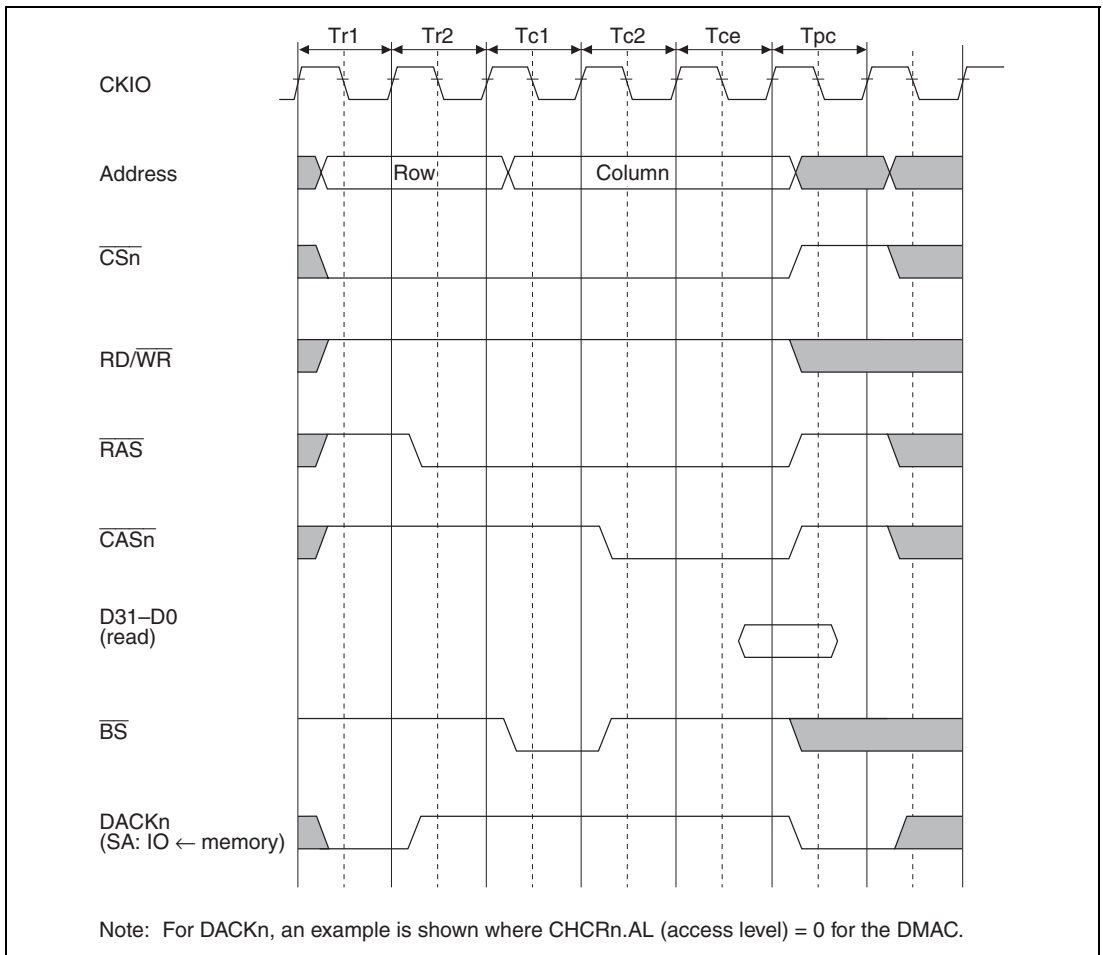 Tr1 Tr2 Tc1 Tc2 Tce Tpc
CKIO
Address Row Column
CSn
RD/WR
RAS
CASn
D31–D0
(read)
BS
DACKn
(SA: IO ← memory)
Note: For DACKn, an example is shown where CHCRn.AL (access level) = 0 for the DMAC.